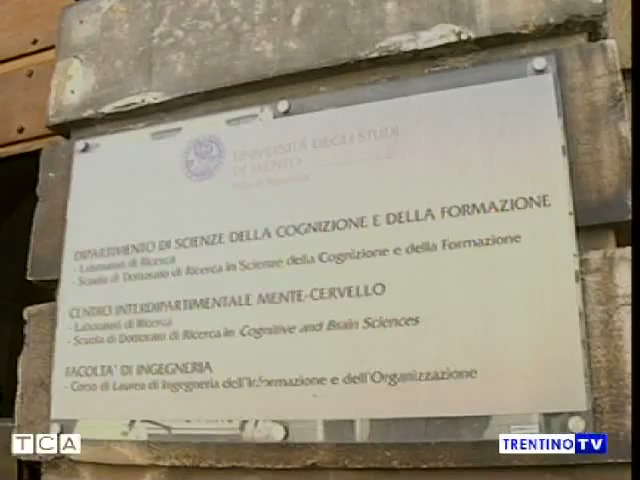 UNIVERSITÀ DEGLI STUDI
DI TRENTO
DIPARTIMENTO DI SCIENZE DELLA COGNIZIONE E DELLA FORMAZIONE
- Laboratori di Ricerca
- Scuola di Dottorato di Ricerca in Scienze della Cognizione e della Formazione
CENTRO INTERDIPARTIMENTALE MENTE-CERVELLO
- Laboratori di Ricerca
- Scuola di Dottorato di Ricerca in Cognitive and Brain Sciences
FACOLTA' DI INGEGNERIA
- Corso di Laurea di Ingegneria dell'Informazione e dell'Organizzazione
TCA
TRENTINO TV